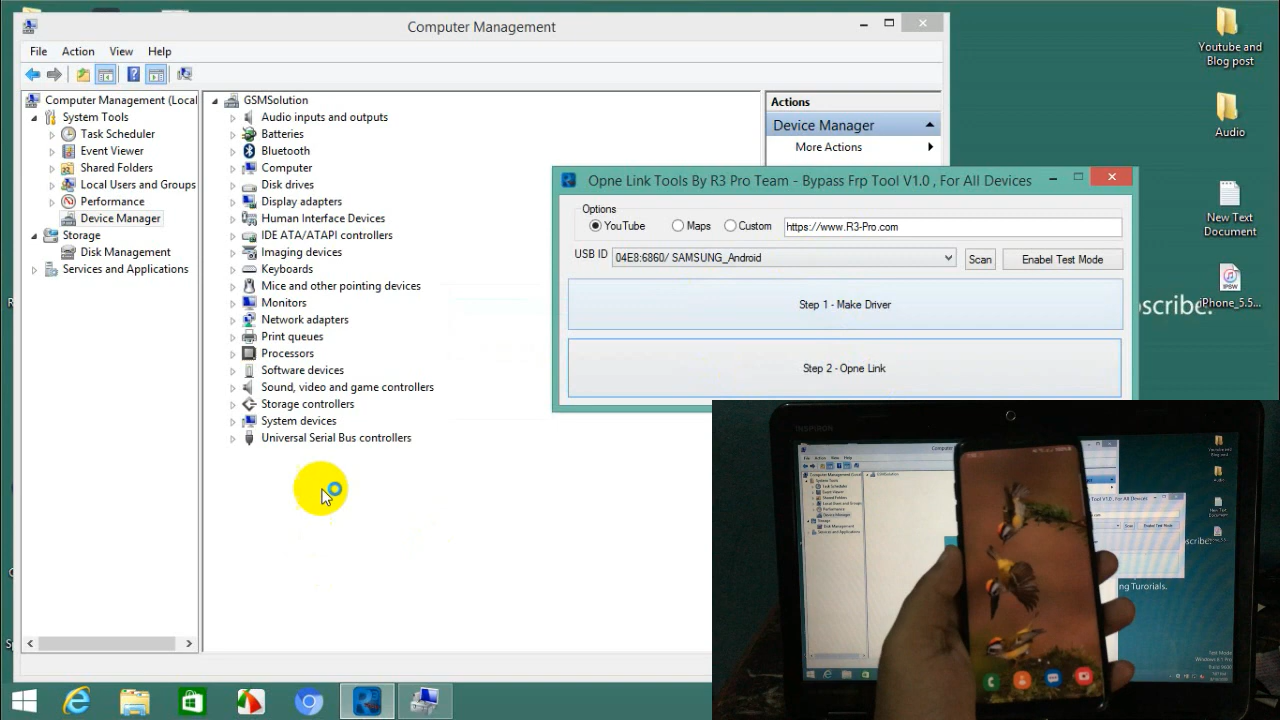 Computer Management
File Action View Help
Computer Management (Local
System Tools
Task Scheduler
Event Viewer
Shared Folders
Local Users and Groups
Performance
Device Manager
Storage
Disk Management
Services and Applications
GSMSolution
Audio inputs and outputs
Batteries
Bluetooth
Computer
Disk drives
Display adapters
Human Interface Devices
IDE ATA/ATAPI controllers
Imaging devices
Keyboards
Mice and other pointing devices
Monitors
Network adapters
Print queues
Processors
Software devices
Sound, video and game controllers
Storage controllers
System devices
Universal Serial Bus controllers
Actions
Device Manager
More Actions
Opne Link Tools By R3 Pro Team - Bypass Frp Tool V1.0 , For All Devices
Options
YouTube Maps Custom https://www.R3-Pro.com
USB ID 04E8:6860/ SAMSUNG_Android Scan Enabel Test Mode
Step 1 - Make Driver
Step 2 - Opne Link
Youtube and
Blog post
Audio
New Text
Document
IPSW
iPhone_5.5...
scribe.
INSPIRON
ng Turorials.
Test Mode